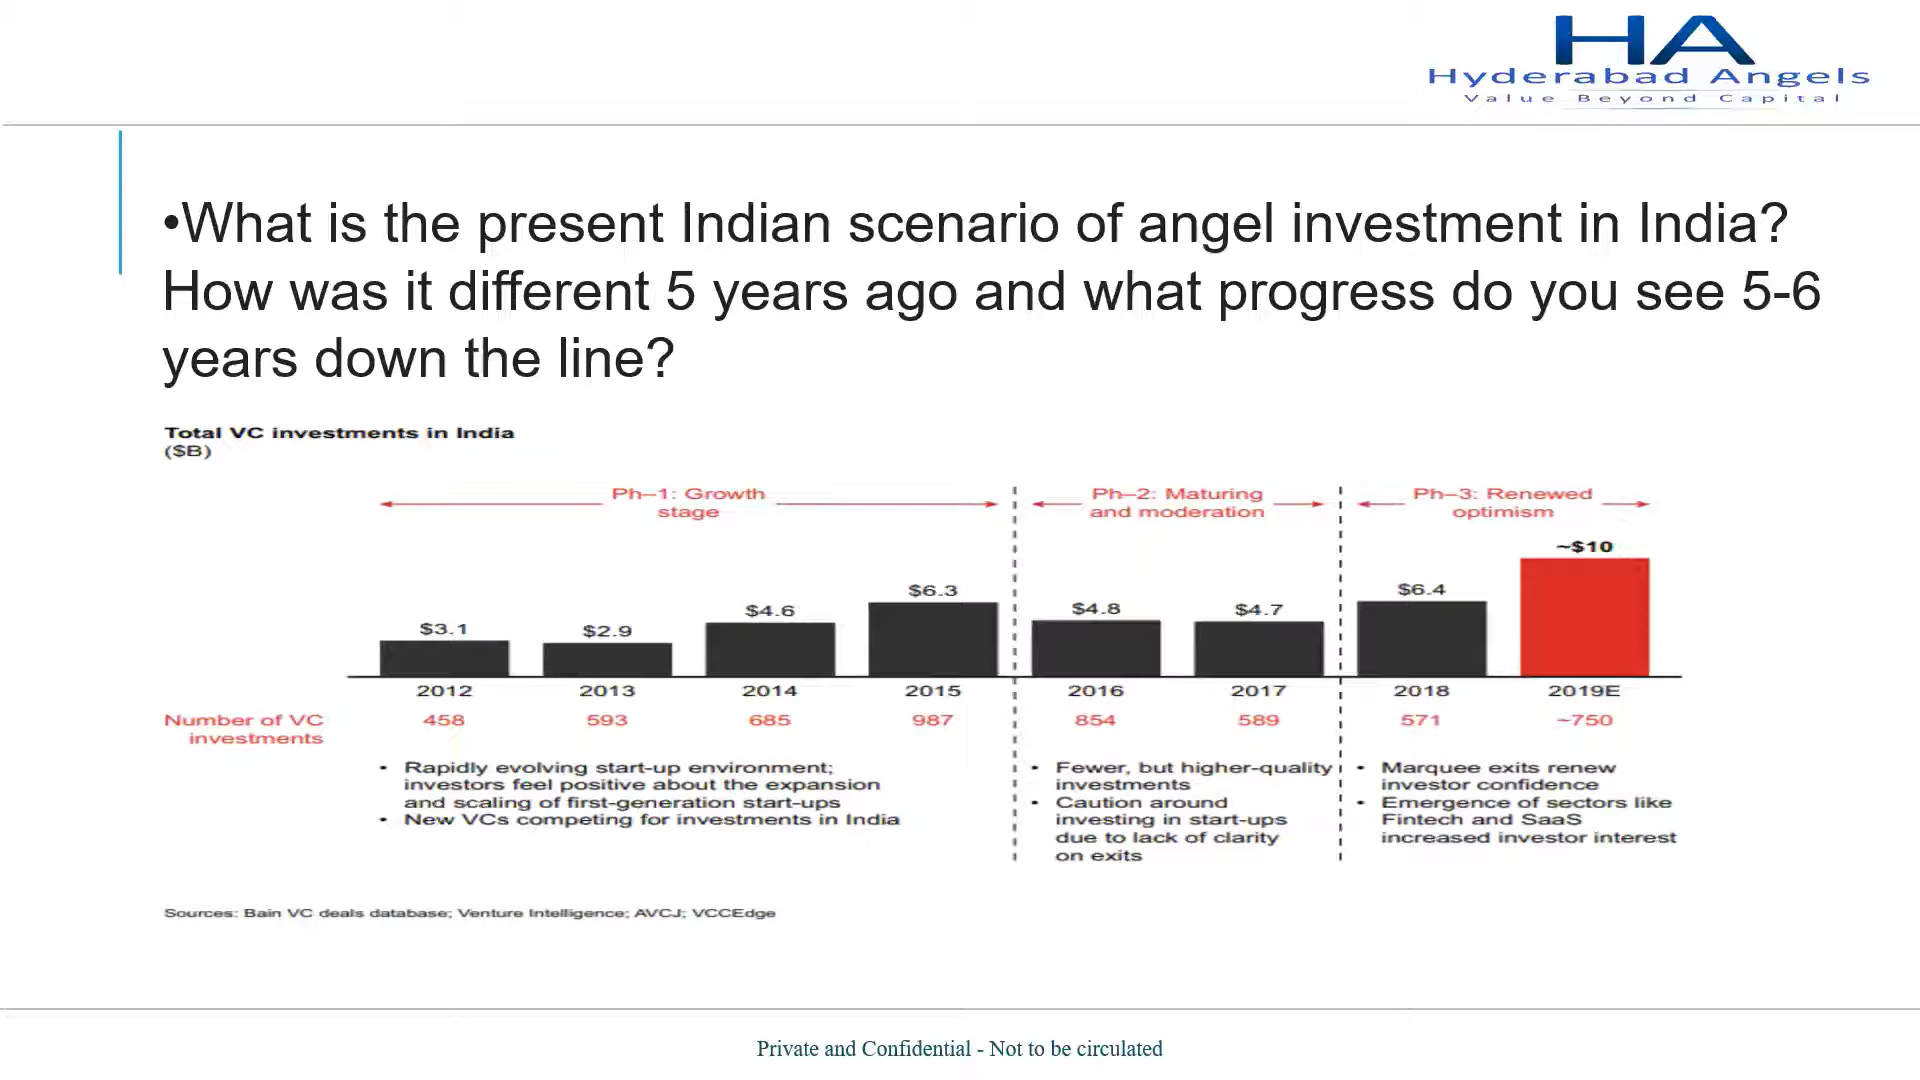 HA
Hyderabad Angels
Value Beyond Capital
•What is the present Indian scenario of angel investment in India?
How was it different 5 years ago and what progress do you see 5-6
years down the line?
Total VC investments in India
($B)
Ph–1: Growth
stage
Ph–2: Maturing
and moderation
Ph–3: Renewed
optimism
$3.1
$2.9
$4.6
$6.3
$4.8
$4.7
$6.4
~$10
2012 2013 2014 2015 2016 2017 2018 2019E
Number of VC
investments
458 593 685 987 854 589 571 ~750
• Rapidly evolving start-up environment;
investors feel positive about the expansion
and scaling of first-generation start-ups
• New VCs competing for investments in India
• Fewer, but higher-quality
investments
• Caution around
investing in start-ups
due to lack of clarity
on exits
• Marquee exits renew
investor confidence
• Emergence of sectors like
Fintech and SaaS
increased investor interest
Sources: Bain VC deals database; Venture Intelligence; AVCJ; VCCEdge
Private and Confidential - Not to be circulated